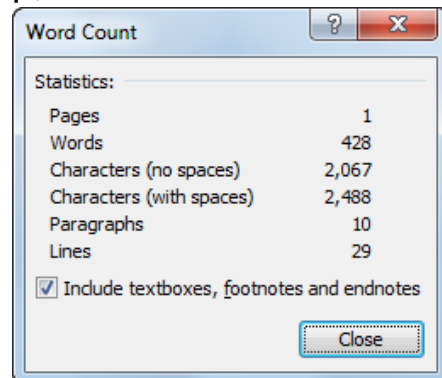 Word Count
Statistics:
Pages 1
Words 428
Characters (no spaces) 2,067
Characters (with spaces) 2,488
Paragraphs 10
Lines 29
Include textboxes, footnotes and endnotes
Close